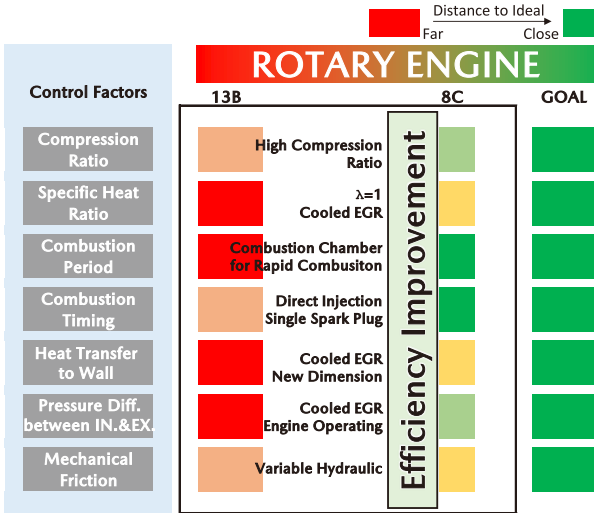 Distance to Ideal
Far
Close
ROTARY ENGINE
Control Factors
13B
8C
GOAL
Compression
Ratio
High Compression
Ratio
Specific Heat
Ratio
λ=1
Cooled EGR
Combustion
Period
Combustion Chamber
for Rapid Combusiton
Combustion
Timing
Direct Injection
Single Spark Plug
Heat Transfer
to Wall
Cooled EGR
New Dimension
Pressure Diff.
between IN.&EX.
Cooled EGR
Engine Operating
Mechanical
Friction
Variable Hydraulic
Efficiency Improvement